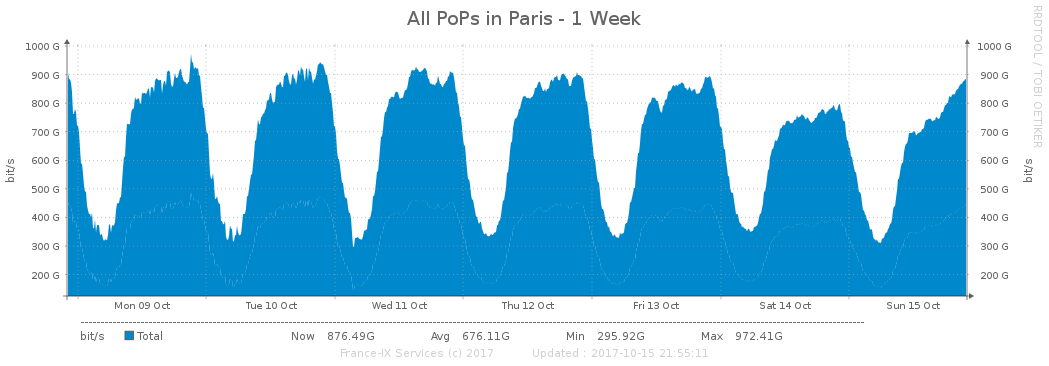 All PoPs in Paris - 1 Week
RRDTOOL / TOBI OETIKER
1000 G 1000 G
900 G 900 G
800 G 800 G
700 G 700 G
600 G 600 G
500 G 500 G
400 G 400 G
300 G 300 G
200 G 200 G
bit/s bit/s
Mon 09 Oct Tue 10 Oct Wed 11 Oct Thu 12 Oct Fri 13 Oct Sat 14 Oct Sun 15 Oct
bit/s Total Now 876.49G Avg 676.11G Min 295.92G Max 972.41G
France-IX Services (c) 2017 Updated : 2017-10-15 21:55:11